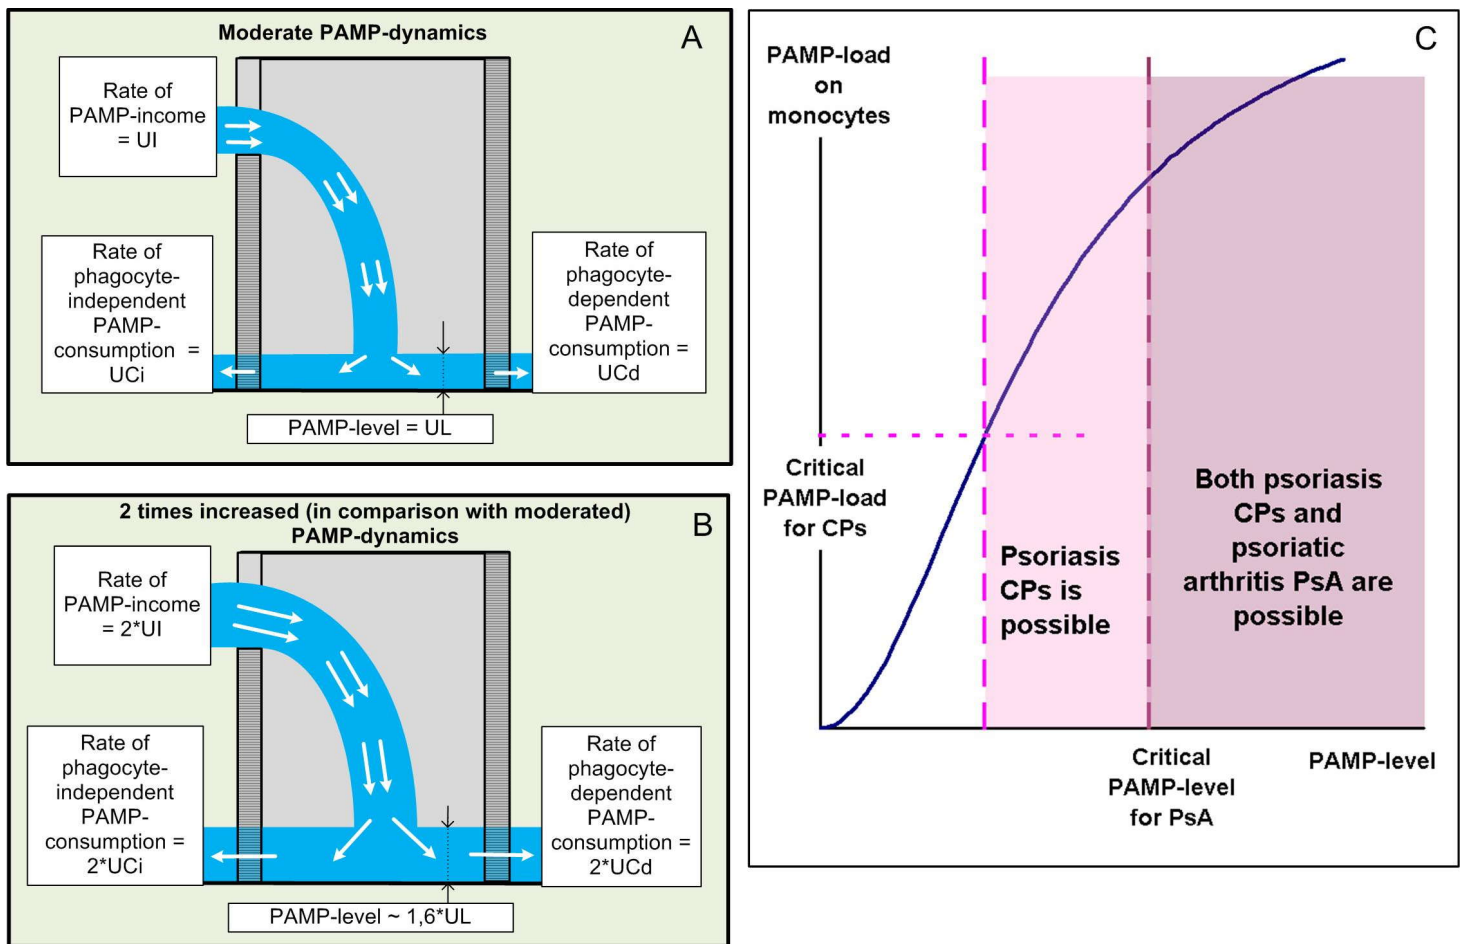 Moderate PAMP-dynamics
A
Rate of
PAMP-income
= UI
Rate of
phagocyte-
independent
PAMP-
consumption =
UCi
Rate of
phagocyte-
dependent
PAMP-
consumption =
UCd
PAMP-level = UL
2 times increased (in comparison with moderated)
PAMP-dynamics
B
Rate of
PAMP-income
= 2*UI
Rate of
phagocyte-
independent
PAMP-
consumption =
2*UCi
Rate of
phagocyte-
dependent
PAMP-
consumption =
2*UCd
PAMP-level ~ 1,6*UL
C
PAMP-load
on
monocytes
Critical
PAMP-load
for CPs
Psoriasis
CPs is
possible
Both psoriasis
CPs and
psoriatic
arthritis PsA are
possible
Critical
PAMP-level
for PsA
PAMP-level